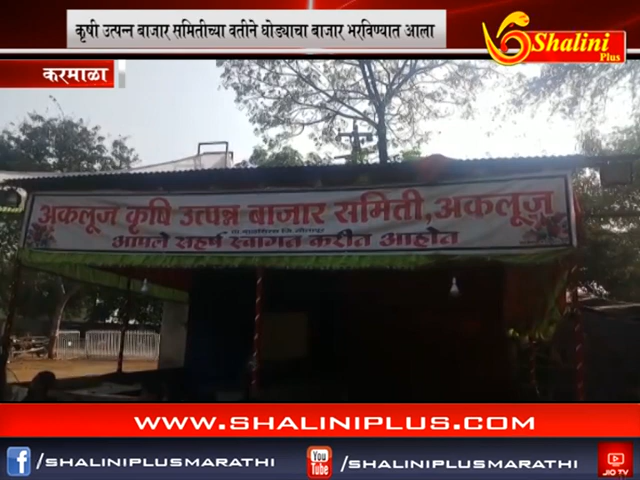 कृषी उत्पन्न बाजार समितीच्या वतीने घोड्याचा बाजार भरविण्यात आला
Shalini
Plus
करमाळा
अकलूज कृषि उत्पन्न बाजार समिती, अकलूज
आपले सहर्ष स्वागत करीत आहोत
WWW.SHALINIPLUS.COM
/SHALINIPLUSMARATHI
You Tube
/SHALINIPLUSMARATHI
JIO TV